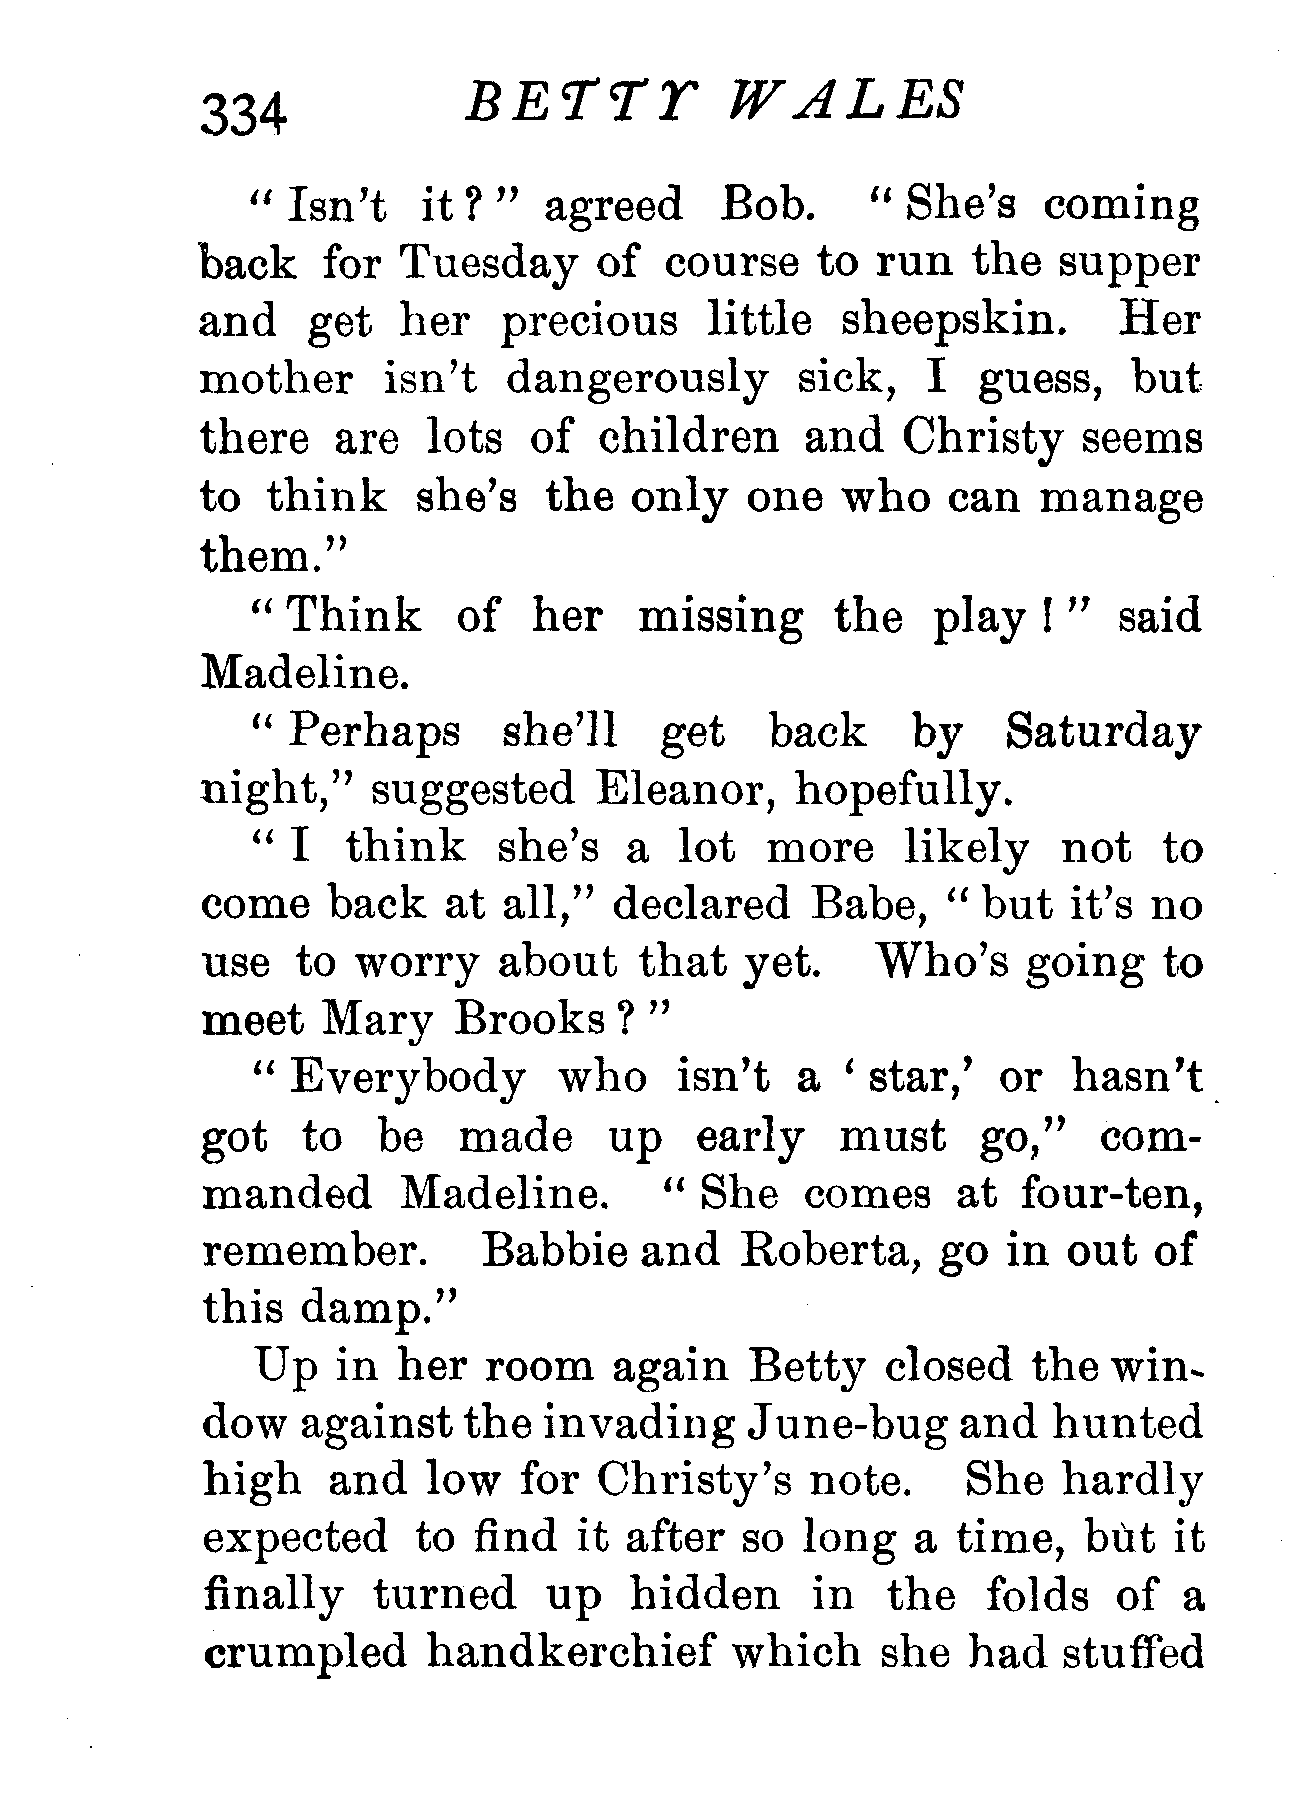 334 BETTY WALES
" Isn't it? " agreed Bob. " She's coming
back for Tuesday of course to run the supper
and get her precious little sheepskin. Her
mother isn't dangerously sick, I guess, but
there are lots of children and Christy seems
to think she's the only one who can manage
them."
" Think of her missing the play ! " said
Madeline.
" Perhaps she'll get back by Saturday
night," suggested Eleanor, hopefully.
" I think she's a lot more likely not to
come back at all," declared Babe, " but it's no
use to worry about that yet. Who's going to
meet Mary Brooks ? "
" Everybody who isn't a ' star,' or hasn't
got to be made up early must go," com-
manded Madeline. " She comes at four-ten,
remember. Babbie and Roberta, go in out of
this damp."
Up in her room again Betty closed the win-
dow against the invading June-bug and hunted
high and low for Christy's note. She hardly
expected to find it after so long a time, but it
finally turned up hidden in the folds of a
crumpled handkerchief which she had stuffed